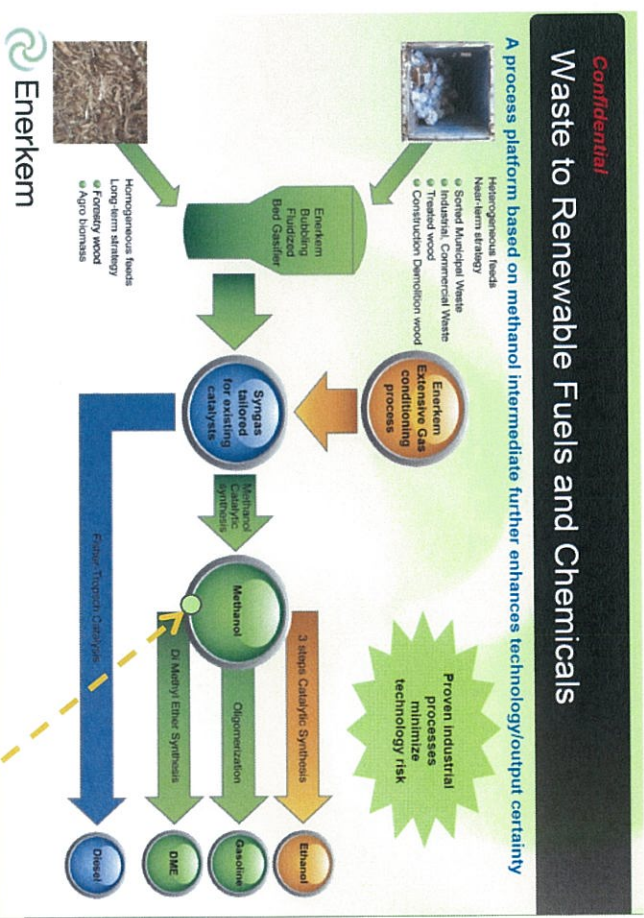 Confidential
Waste to Renewable Fuels and Chemicals
A process platform based on methanol intermediate further enhances technology/output certainty
Heterogeneous feeds
Near-term strategy
Sorted Municipal Waste
Industrial, Commercial Waste
Treated wood
Construction Demolition wood
Enerkem
Bubbling
Fluidized
Bed Gasifier
Homogeneous feeds
Long-term strategy
Forestry wood
Agro biomass
Enerkem
Extensive Gas
conditioning
process
Syngas
tailored
for existing
catalysts
Methanol
Catalytic
synthesis
Methanol
Proven industrial
processes
minimize
technology risk
3 steps Catalytic Synthesis
Oligomerization
Di Methyl Ether Synthesis
Fisher-Tropsch Catalysis
Ethanol
Gasoline
DME
Diesel
Enerkem